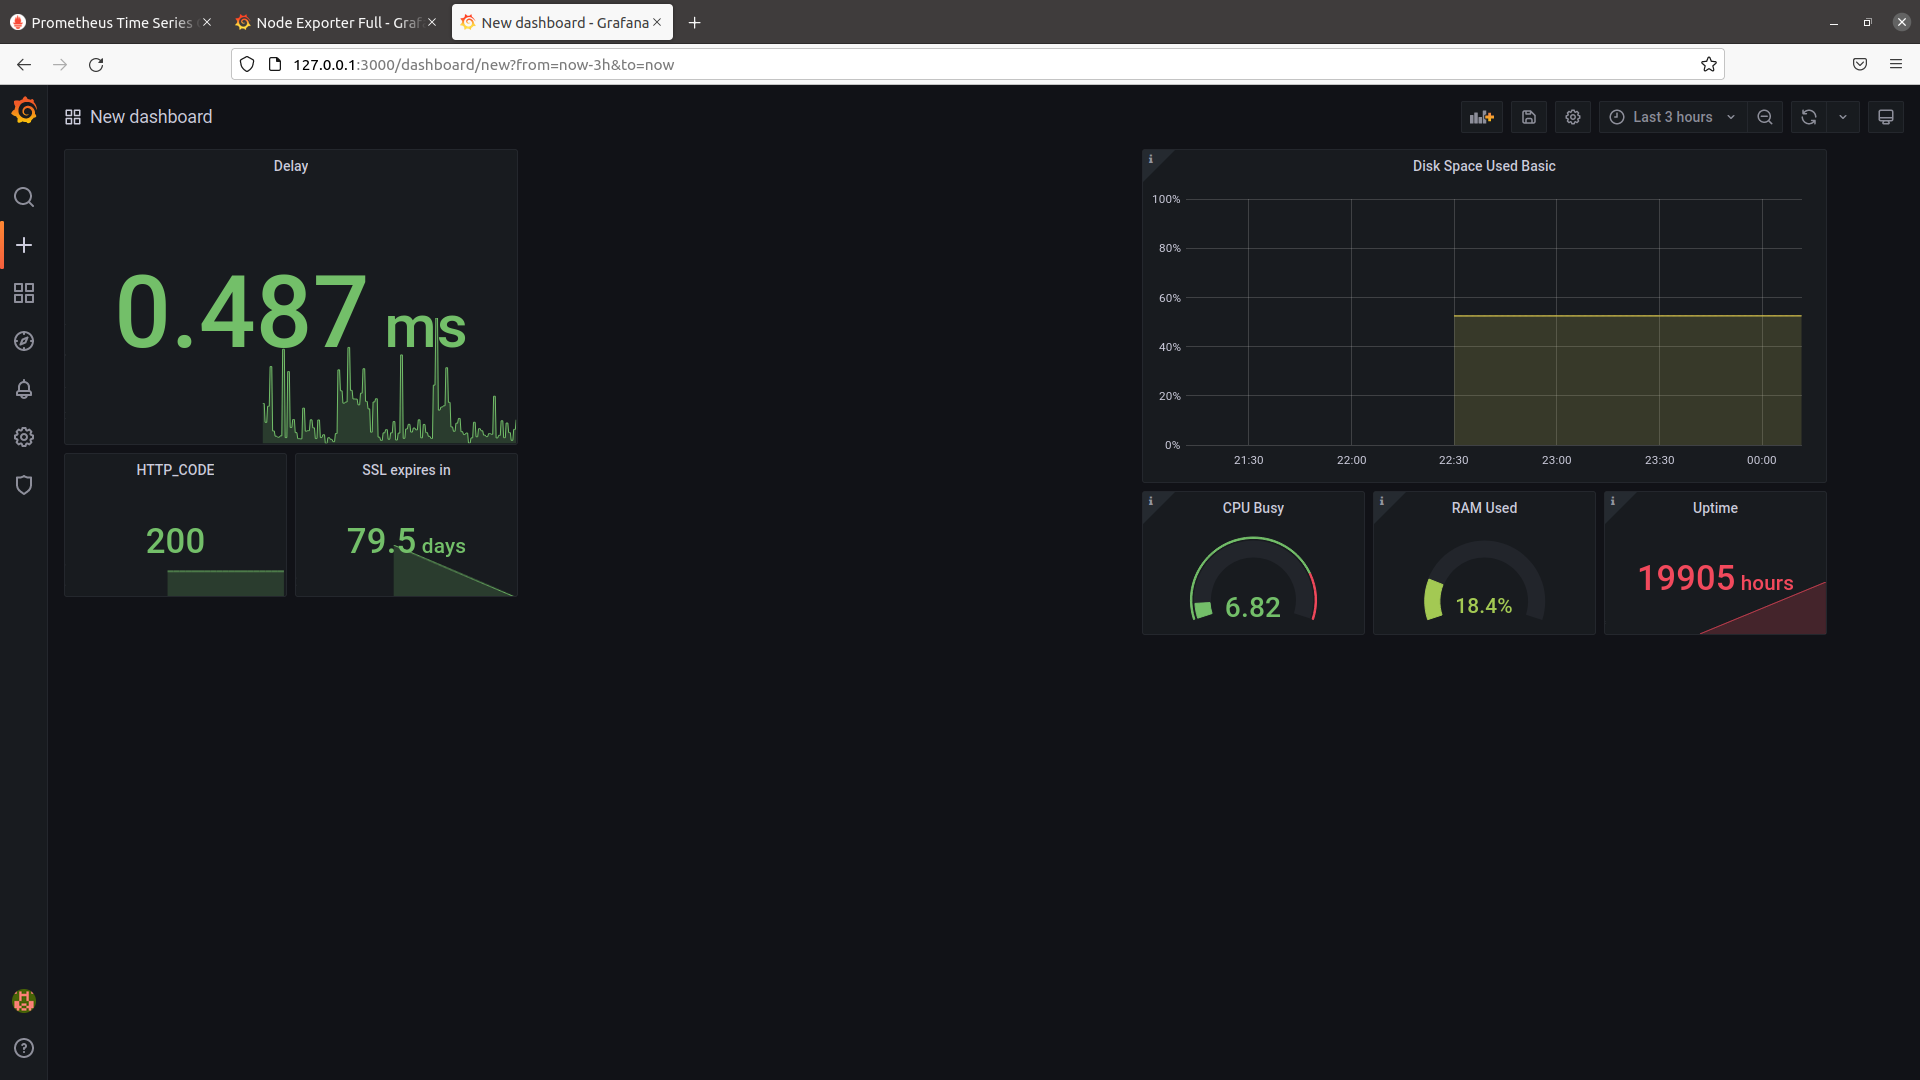 Prometheus Time Series
Node Exporter Full - Graf
New dashboard - Grafana
127.0.0.1:3000/dashboard/new?from=now-3h&to=now
New dashboard
Last 3 hours
Delay
0.487 ms
HTTP_CODE
200
SSL expires in
79.5 days
Disk Space Used Basic
100%
80%
60%
40%
20%
0%
21:30 22:00 22:30 23:00 23:30 00:00
CPU Busy
6.82
RAM Used
18.4%
Uptime
19905 hours